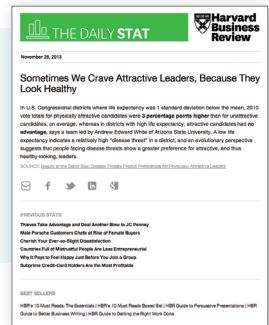 THE DAILY STAT
Harvard
Business
Review
November 26, 2013
Sometimes We Crave Attractive Leaders, Because They
Look Healthy
In U.S. Congressional districts where life expectancy was 1 standard deviation below the mean, 2010
vote totals for physically attractive candidates were 3 percentage points higher than for unattractive
candidates, on average, whereas in districts with high life expectancy, attractive candidates had no
advantage, says a team led by Andrew Edward White of Arizona State University. A low life
expectancy indicates a relatively high "disease threat" in a district, and an evolutionary perspective
suggests that people facing disease threats show a greater preference for attractive, and thus
healthy-looking, leaders.
SOURCE: Beauty at the Ballot Box: Disease Threats Predict Preferences for Physically Attractive Leaders
PREVIOUS STATS
Thieves Take Advantage and Deal Another Blow to JC Penney
Male Porsche Customers Chafe at Rise of Female Buyers
Cherish Your Ever-so-Slight Dissatisfaction
Countries Full of Mistrustful People Are Less Entrepreneurial
Why It Pays to Feel Happy Just Before You Join a Group
Subprime Credit-Card Holders Are the Most Profitable
BEST SELLERS
HBR's 10 Must Reads: The Essentials | HBR's 10 Must Reads Boxed Set | HBR Guide to Persuasive Presentations | HBR
Guide to Better Business Writing | HBR Guide to Getting the Right Work Done